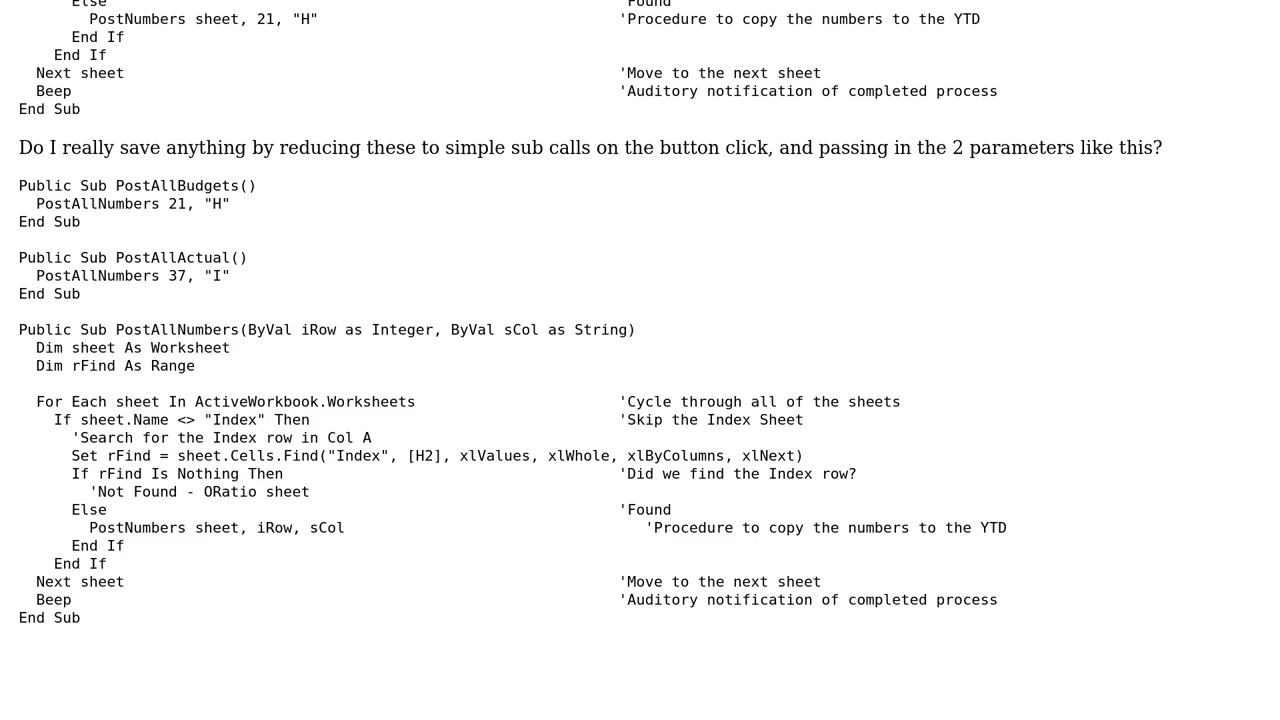 Else 'Found
PostNumbers sheet, 21, "H" 'Procedure to copy the numbers to the YTD
End If
End If
Next sheet 'Move to the next sheet
Beep 'Auditory notification of completed process
End Sub
Do I really save anything by reducing these to simple sub calls on the button click, and passing in the 2 parameters like this?
Public Sub PostAllBudgets()
PostAllNumbers 21, "H"
End Sub
Public Sub PostAllActual()
PostAllNumbers 37, "I"
End Sub
Public Sub PostAllNumbers(ByVal iRow as Integer, ByVal sCol as String)
Dim sheet As Worksheet
Dim rFind As Range
For Each sheet In ActiveWorkbook.Worksheets 'Cycle through all of the sheets
If sheet.Name <> "Index" Then 'Skip the Index Sheet
'Search for the Index row in Col A
Set rFind = sheet.Cells.Find("Index", [H2], xlValues, xlWhole, xlByColumns, xlNext)
If rFind Is Nothing Then 'Did we find the Index row?
'Not Found - ORatio sheet
Else 'Found
PostNumbers sheet, iRow, sCol 'Procedure to copy the numbers to the YTD
End If
End If
Next sheet 'Move to the next sheet
Beep 'Auditory notification of completed process
End Sub